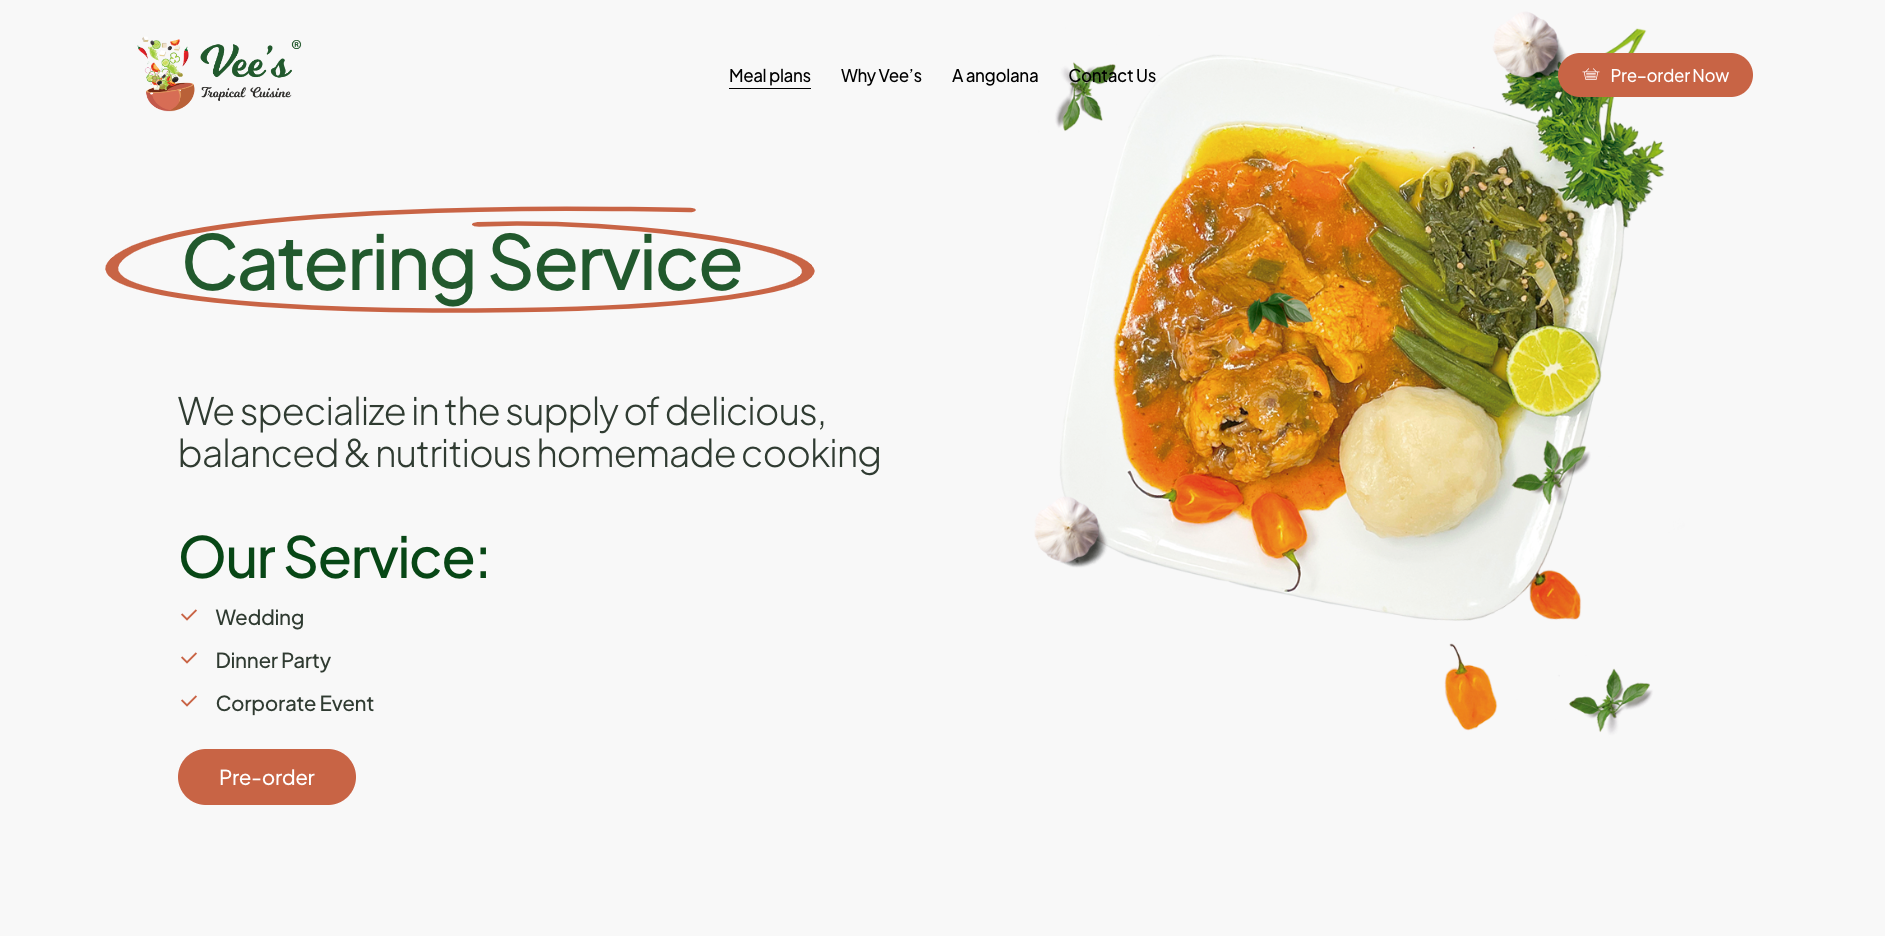 Vee's ®
Tropical Cuisine
Meal plans
Why Vee’s
A angolana
Contact Us
Pre-order Now
Catering Service
We specialize in the supply of delicious,
balanced & nutritious homemade cooking
Our Service:
Wedding
Dinner Party
Corporate Event
Pre-order